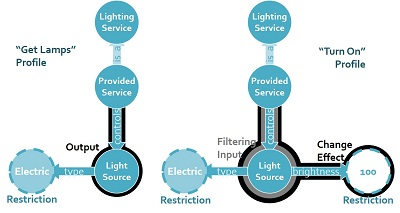 “Get Lamps”
Profile
Lighting
Service
is a
Provided
Service
controls
Output
Light
Source
type
Electric
Restriction
Lighting
Service
“Turn On”
Profile
is a
Provided
Service
controls
Filtering
Input
Change
Effect
Electric
type
Light
Source
brightness
100
Restriction
Restriction